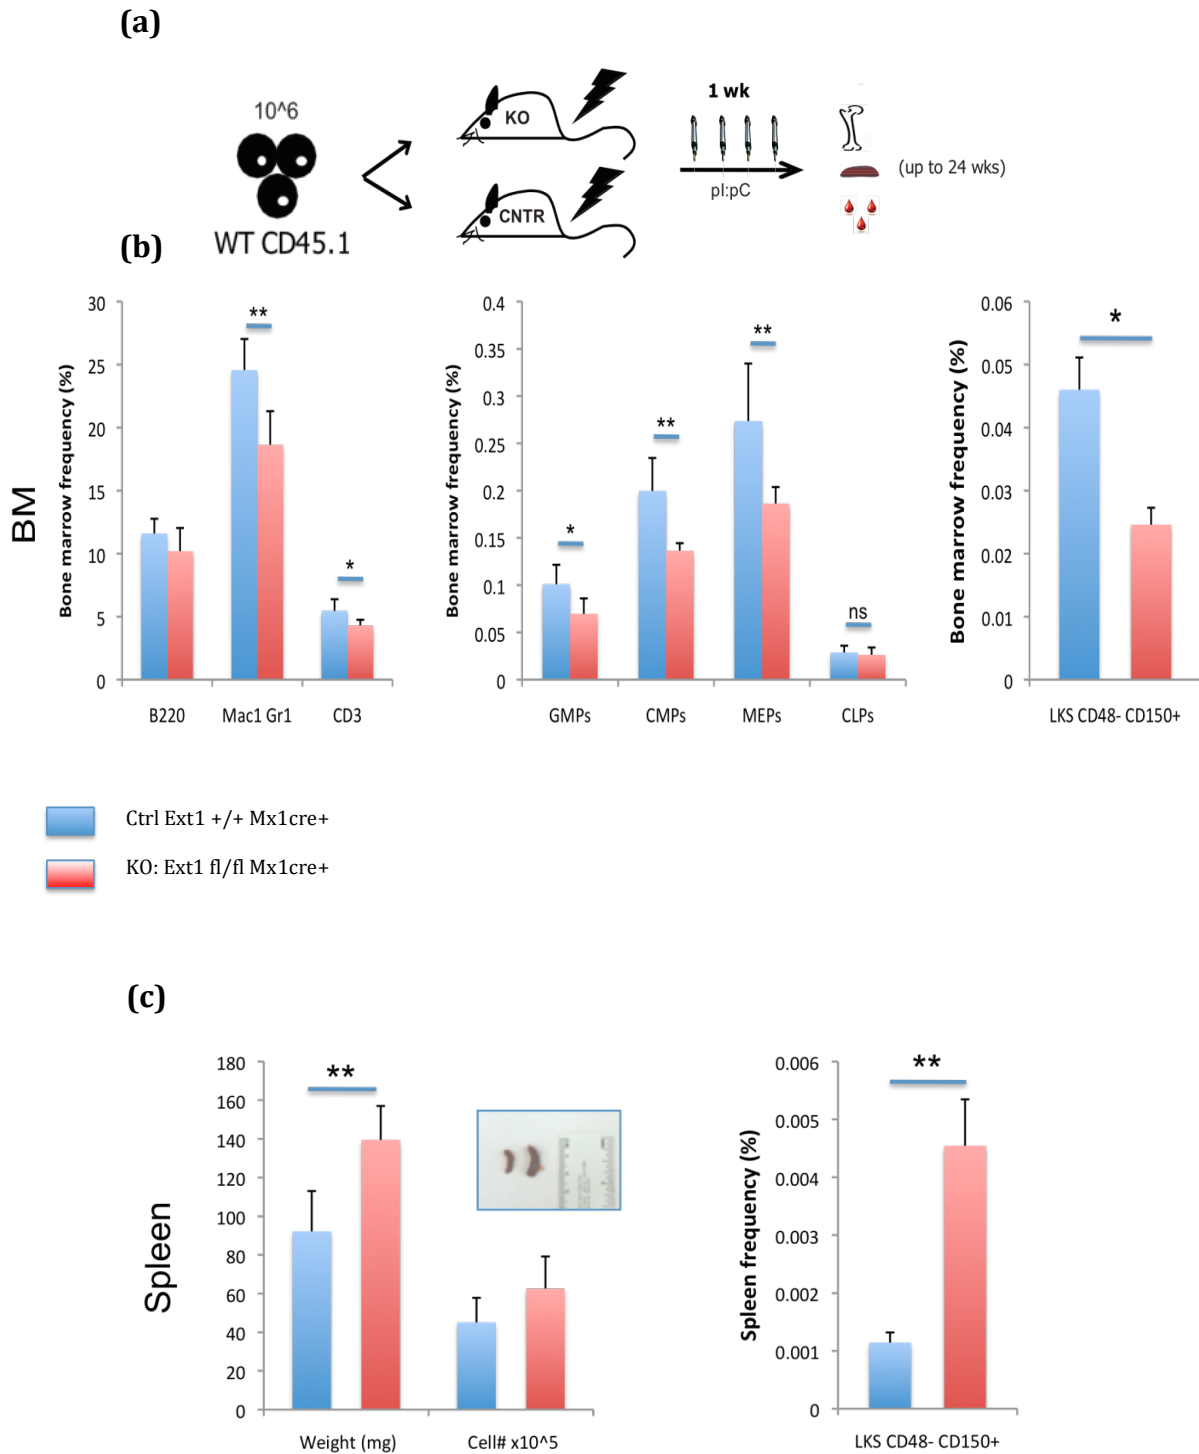 (a)
10^6
WT CD45.1
KO
CNTR
1 wk
pI:pC
(up to 24 wks)
(b)
BM
Bone marrow frequency (%)
30
25
20
15
10
5
0
**
*
B220 Mac1 Gr1 CD3
Bone marrow frequency (%)
0.4
0.35
0.3
0.25
0.2
0.15
0.1
0.05
0
*
**
**
ns
GMPs CMPs MEPs CLPs
Bone marrow frequency (%)
0.06
0.05
0.04
0.03
0.02
0.01
0
*
LKS CD48- CD150+
Ctrl Ext1 +/+ Mx1cre+
KO: Ext1 fl/fl Mx1cre+
(c)
Spleen
180
160
140
120
100
80
60
40
20
0
**
Weight (mg) Cell# x10^5
Spleen frequency (%)
0.006
0.005
0.004
0.003
0.002
0.001
0
**
LKS CD48- CD150+